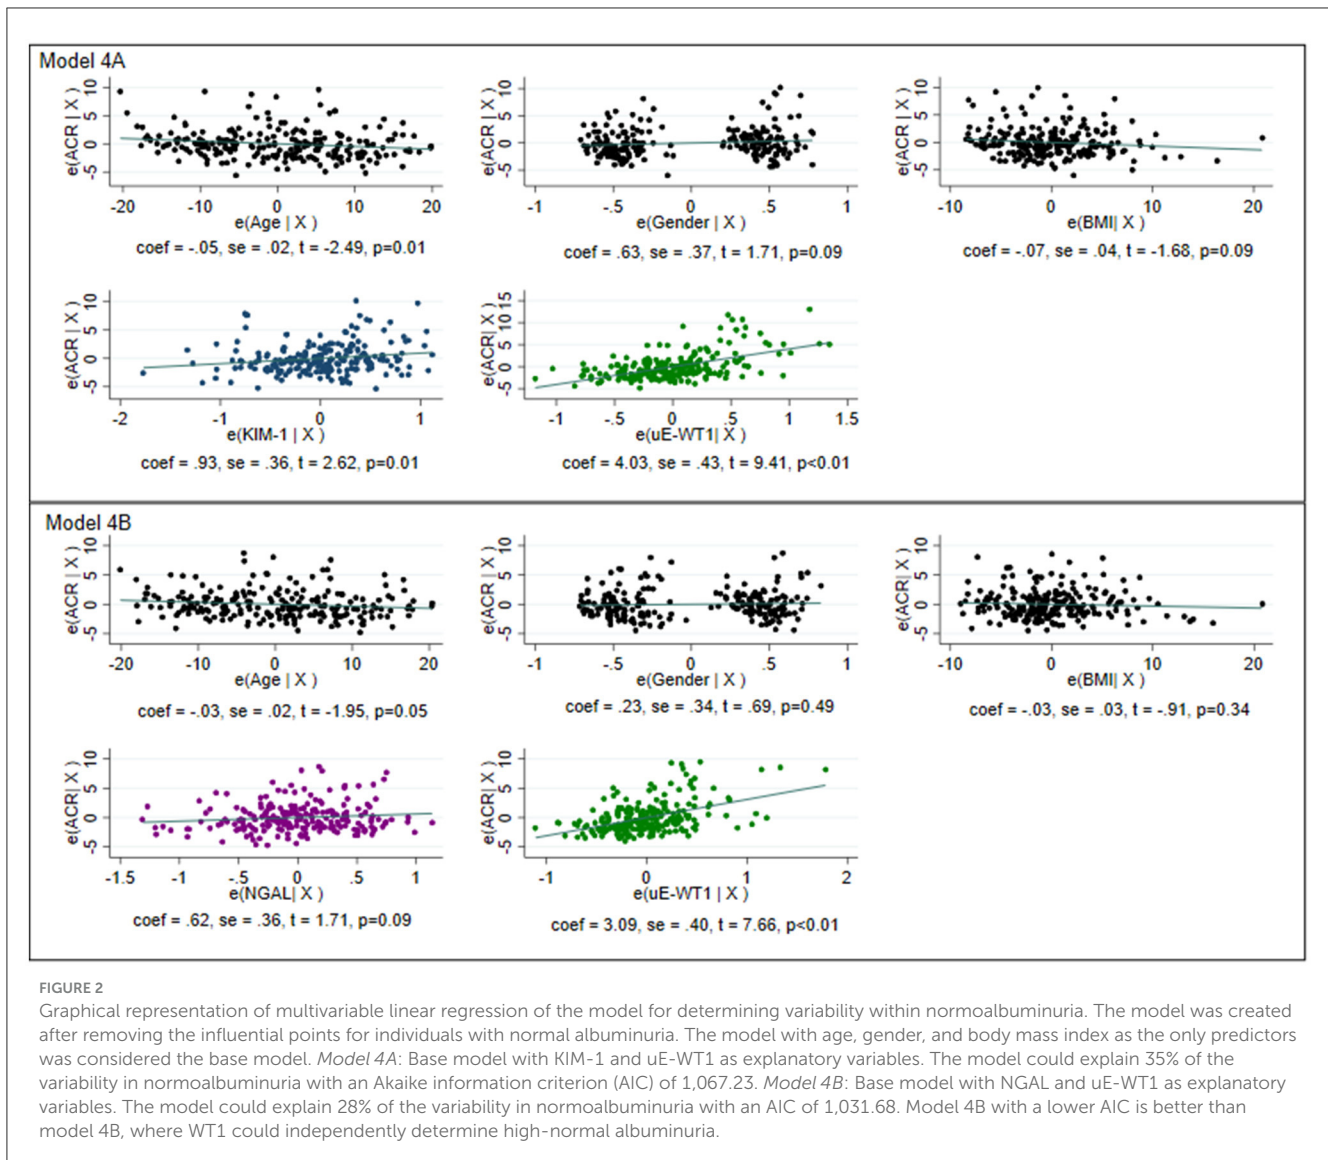 Model 4A
e(ACR | X )
10
5
0
-5
-20
-10
0
10
20
e(Age | X )
coef = -.05, se = .02, t = -2.49, p=0.01
e(ACR | X )
10
5
0
-5
-1
-.5
0
.5
1
e(Gender | X )
coef = .63, se = .37, t = 1.71, p=0.09
e(ACR | X )
10
5
0
-5
-10
0
10
20
e(BMI| X )
coef = -.07, se = .04, t = -1.68, p=0.09
e(ACR| X )
10
5
0
-5
-2
-1
0
1
e(KIM-1 | X )
coef = .93, se = .36, t = 2.62, p=0.01
e(ACR| X )
15
10
5
0
-5
-1
-.5
0
.5
1
1.5
e(uE-WT1| X )
coef = 4.03, se = .43, t = 9.41, p<0.01
Model 4B
e(ACR | X )
10
5
0
-5
-20
-10
0
10
20
e(Age | X )
coef = -.03, se = .02, t = -1.95, p=0.05
e(ACR | X )
10
5
0
-5
-1
-.5
0
.5
1
e(Gender | X )
coef = .23, se = .34, t = .69, p=0.49
e(ACR| X )
10
5
0
-5
-10
0
10
20
e(BMI| X )
coef = -.03, se = .03, t = -.91, p=0.34
e(ACR| X )
10
5
0
-5
-1.5
-1
-.5
0
.5
1
e(NGAL| X )
coef = .62, se = .36, t = 1.71, p=0.09
e(ACR| X )
10
5
0
-5
-1
0
1
2
e(uE-WT1 | X )
coef = 3.09, se = .40, t = 7.66, p<0.01
FIGURE 2
Graphical representation of multivariable linear regression of the model for determining variability within normoalbuminuria. The model was created
after removing the influential points for individuals with normal albuminuria. The model with age, gender, and body mass index as the only predictors
was considered the base model. Model 4A: Base model with KIM-1 and uE-WT1 as explanatory variables. The model could explain 35% of the
variability in normoalbuminuria with an Akaike information criterion (AIC) of 1,067.23. Model 4B: Base model with NGAL and uE-WT1 as explanatory
variables. The model could explain 28% of the variability in normoalbuminuria with an AIC of 1,031.68. Model 4B with a lower AIC is better than
model 4B, where WT1 could independently determine high-normal albuminuria.